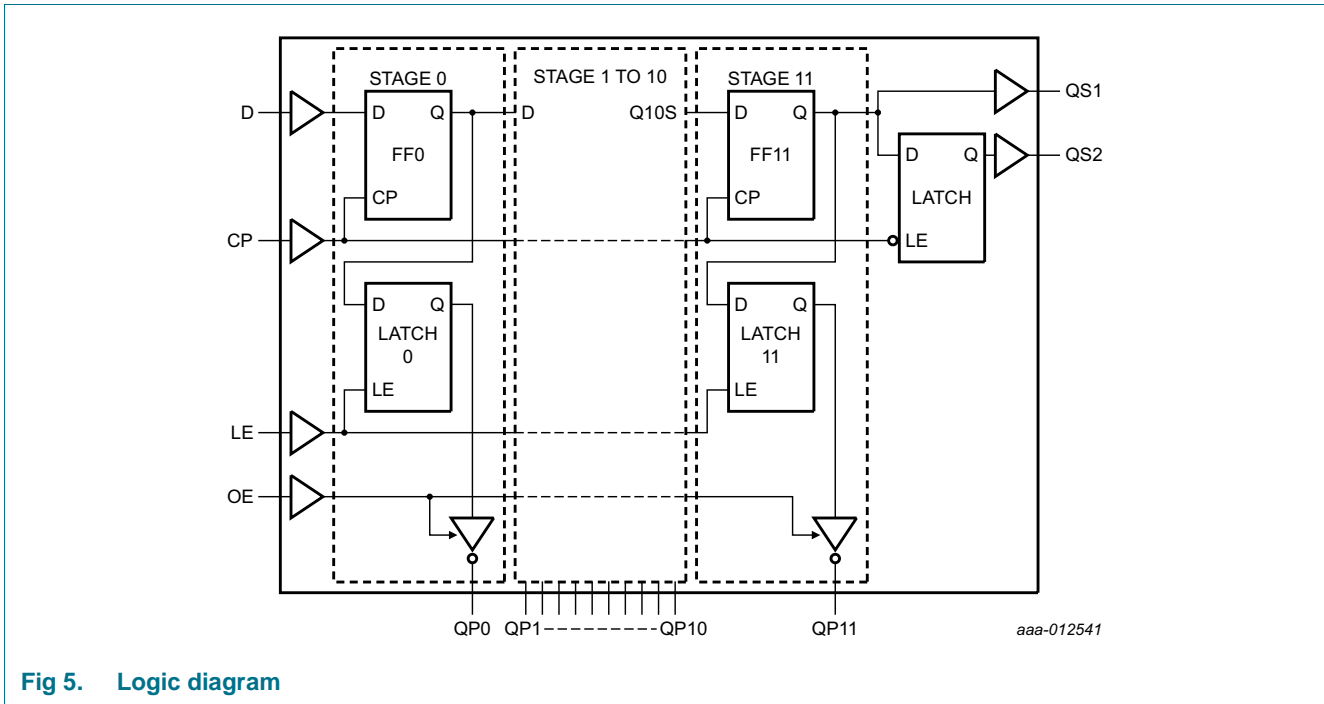 STAGE 0
STAGE 1 TO 10
STAGE 11
D
D
Q
FF0
CP
D
Q10S
D
Q
FF11
CP
QS1
D
Q
LATCH
LE
QS2
CP
D
Q
LATCH
0
LE
D
Q
LATCH
11
LE
LE
OE
QP0
QP1
QP10
QP11
aaa-012541
Fig 5. Logic diagram